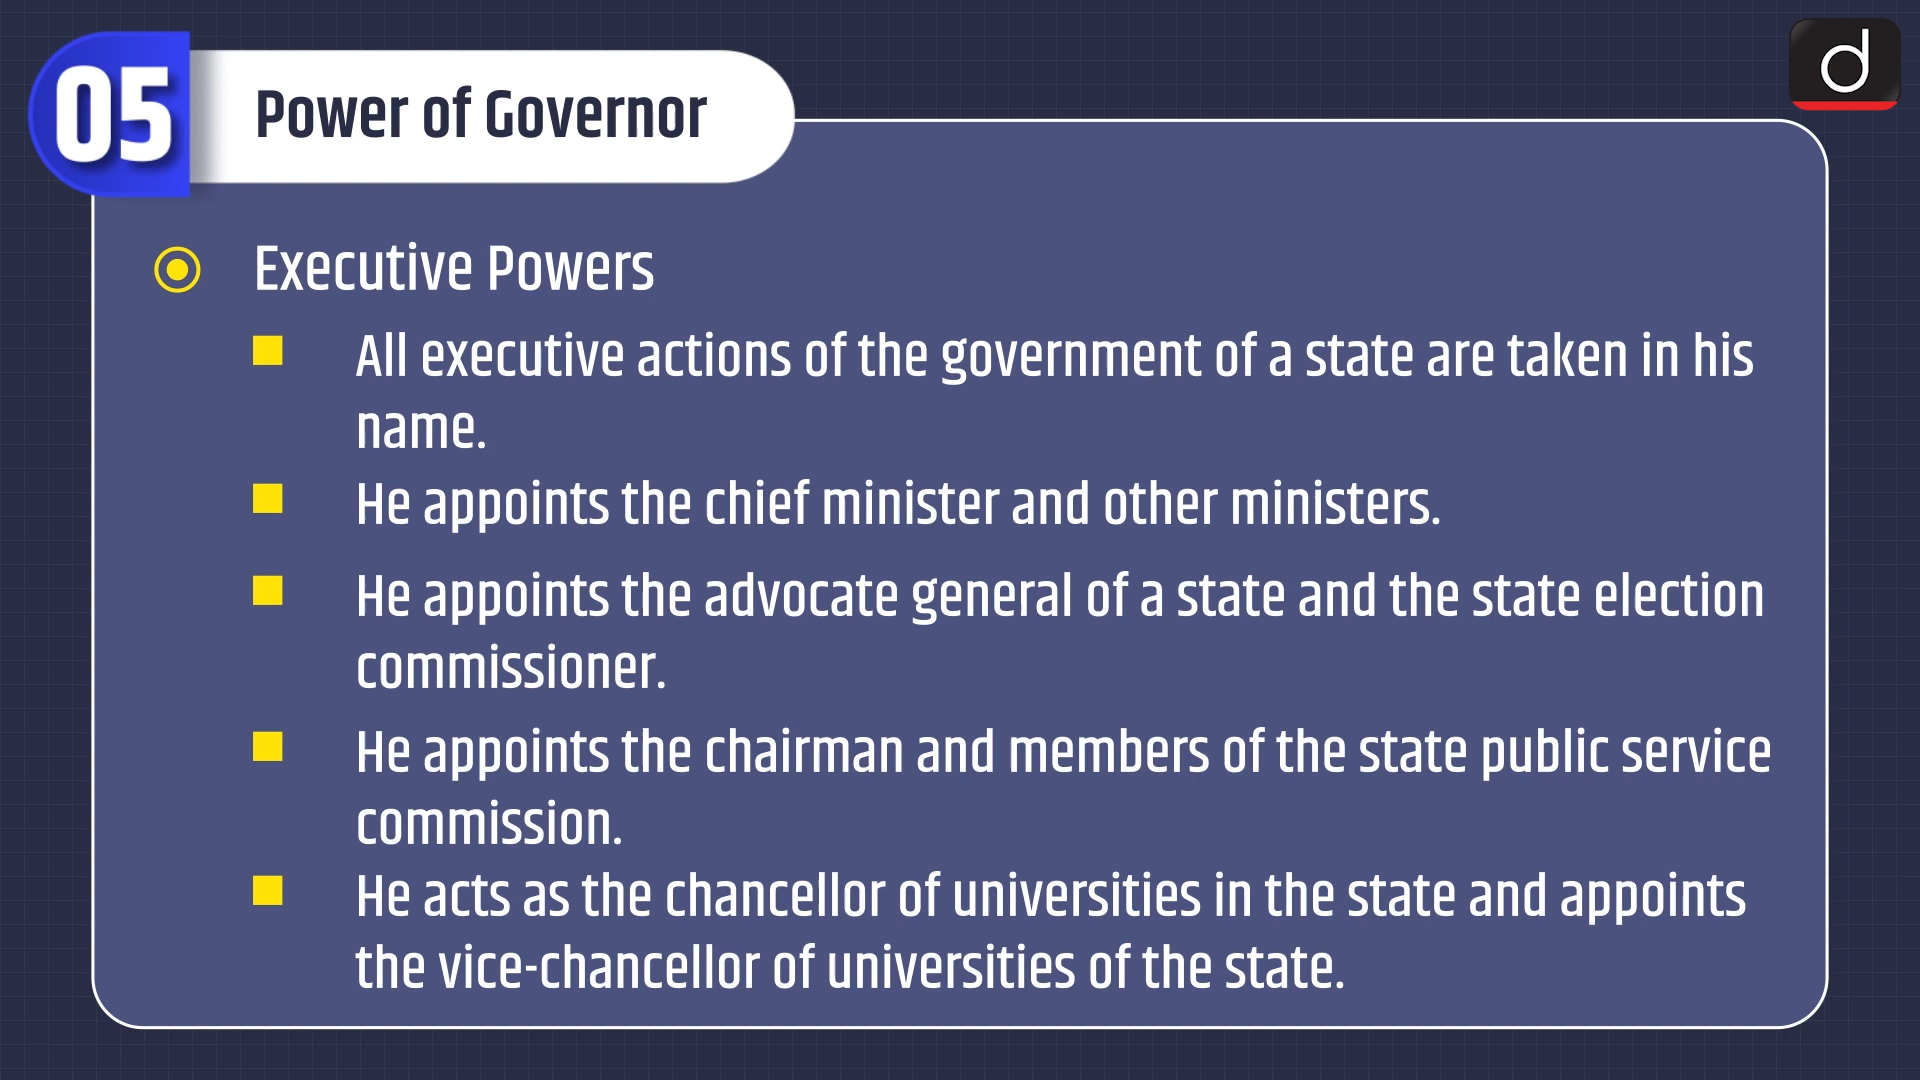 05
Power of Governor
d
Executive Powers
All executive actions of the government of a state are taken in his
name.
He appoints the chief minister and other ministers.
He appoints the advocate general of a state and the state election
commissioner.
He appoints the chairman and members of the state public service
commission.
He acts as the chancellor of universities in the state and appoints
the vice-chancellor of universities of the state.